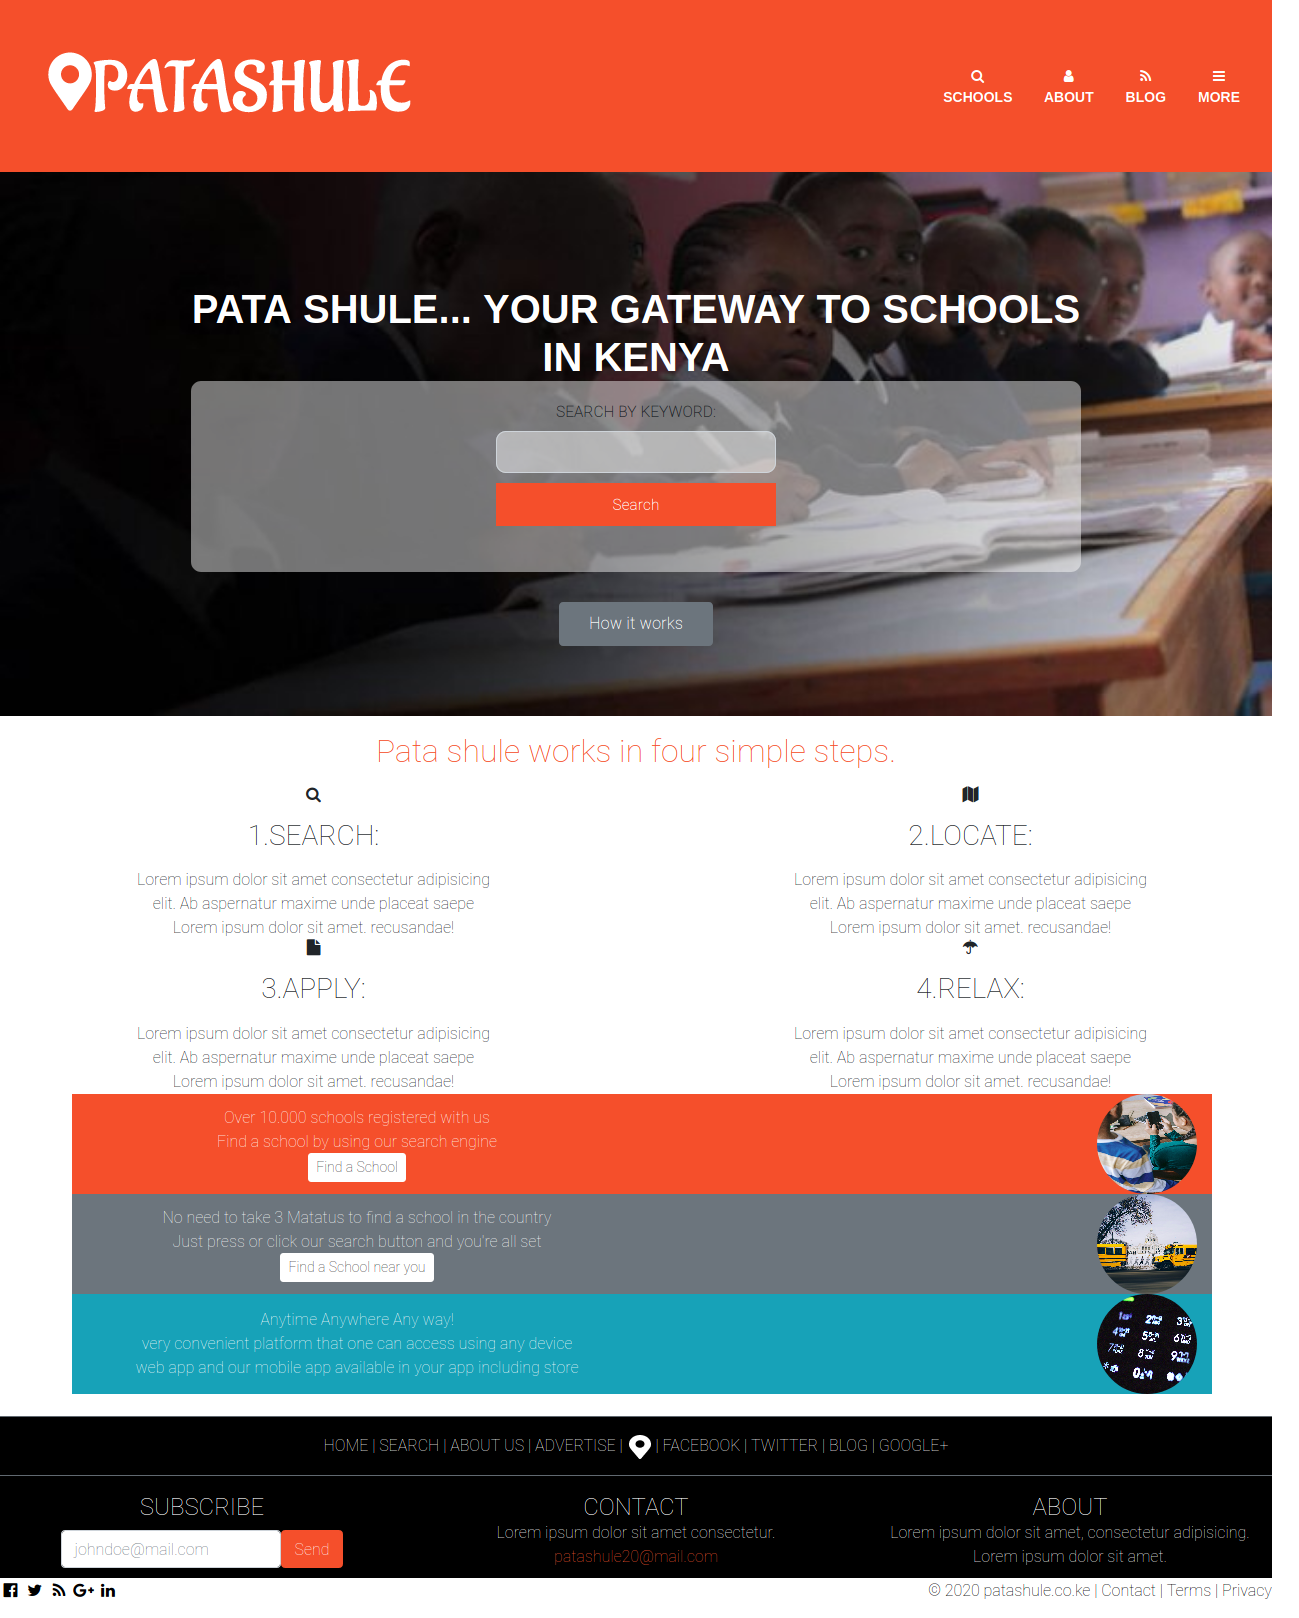 PATASHULE
SCHOOLS
ABOUT
BLOG
MORE
PATA SHULE... YOUR GATEWAY TO SCHOOLS
IN KENYA
SEARCH BY KEYWORD:
Search
How it works
Pata shule works in four simple steps.
1.SEARCH:
Lorem ipsum dolor sit amet consectetur adipisicing
elit. Ab aspernatur maxime unde placeat saepe
Lorem ipsum dolor sit amet. recusandae!
2.LOCATE:
Lorem ipsum dolor sit amet consectetur adipisicing
elit. Ab aspernatur maxime unde placeat saepe
Lorem ipsum dolor sit amet. recusandae!
3.APPLY:
Lorem ipsum dolor sit amet consectetur adipisicing
elit. Ab aspernatur maxime unde placeat saepe
Lorem ipsum dolor sit amet. recusandae!
4.RELAX:
Lorem ipsum dolor sit amet consectetur adipisicing
elit. Ab aspernatur maxime unde placeat saepe
Lorem ipsum dolor sit amet. recusandae!
Over 10.000 schools registered with us
Find a school by using our search engine
Find a School
No need to take 3 Matatus to find a school in the country
Just press or click our search button and you're all set
Find a School near you
Anytime Anywhere Any way!
very convenient platform that one can access using any device
web app and our mobile app available in your app including store
HOME | SEARCH | ABOUT US | ADVERTISE | | FACEBOOK | TWITTER | BLOG | GOOGLE+
SUBSCRIBE
johndoe@mail.com
Send
CONTACT
Lorem ipsum dolor sit amet consectetur.
patashule20@mail.com
ABOUT
Lorem ipsum dolor sit amet, consectetur adipisicing.
Lorem ipsum dolor sit amet.
© 2020 patashule.co.ke | Contact | Terms | Privacy